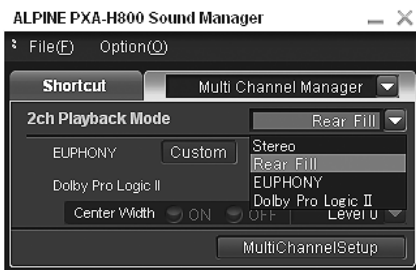 ALPINE PXA-H800 Sound Manager
File(F) Option(O)
Shortcut Multi Channel Manager
2ch Playback Mode Rear Fill
EUPHONY Custom Stereo
Rear Fill
Dolby Pro Logic II EUPHONY
Dolby Pro Logic II
Center Width ON OFF Level 0
MultiChannelSetup